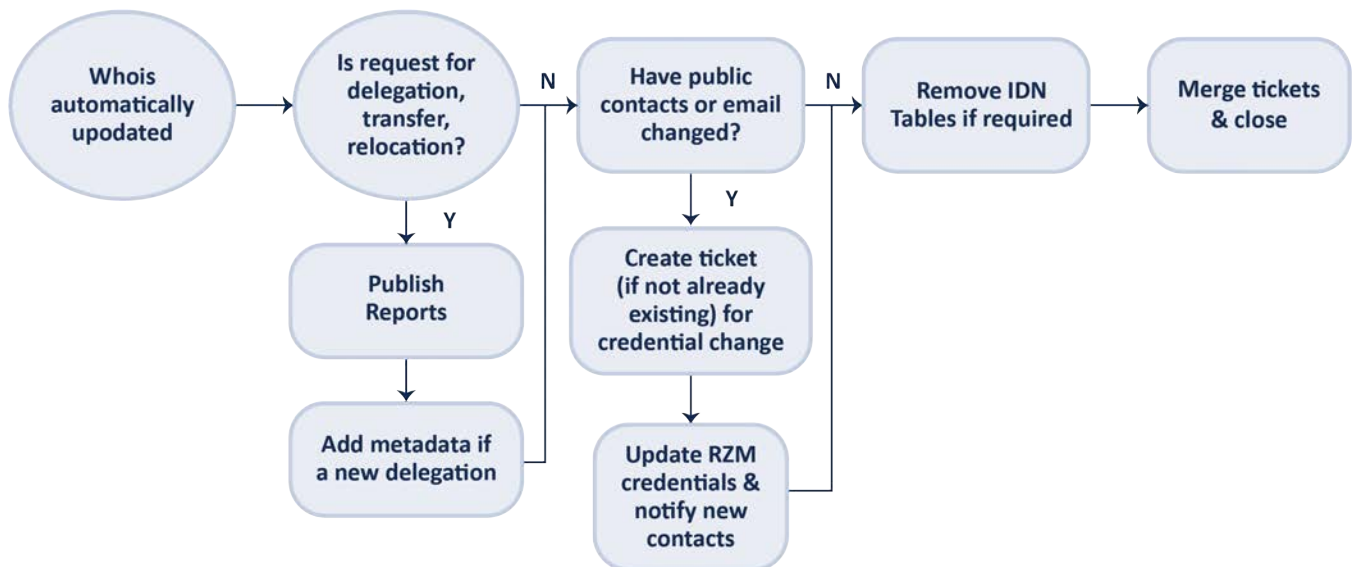 Whois
automatically
upodated
Is request for
delegation,
transfer,
relocation?
N
Have public
contacts or email
changed?
N
Remove IDN
Tables if required
Merge tickets
& close
Y
Publish
Reports
Add metadata if
a new delegation
Y
Create ticket
(if not already
existing) for
credential change
Update RZM
credentials &
notify new
contacts